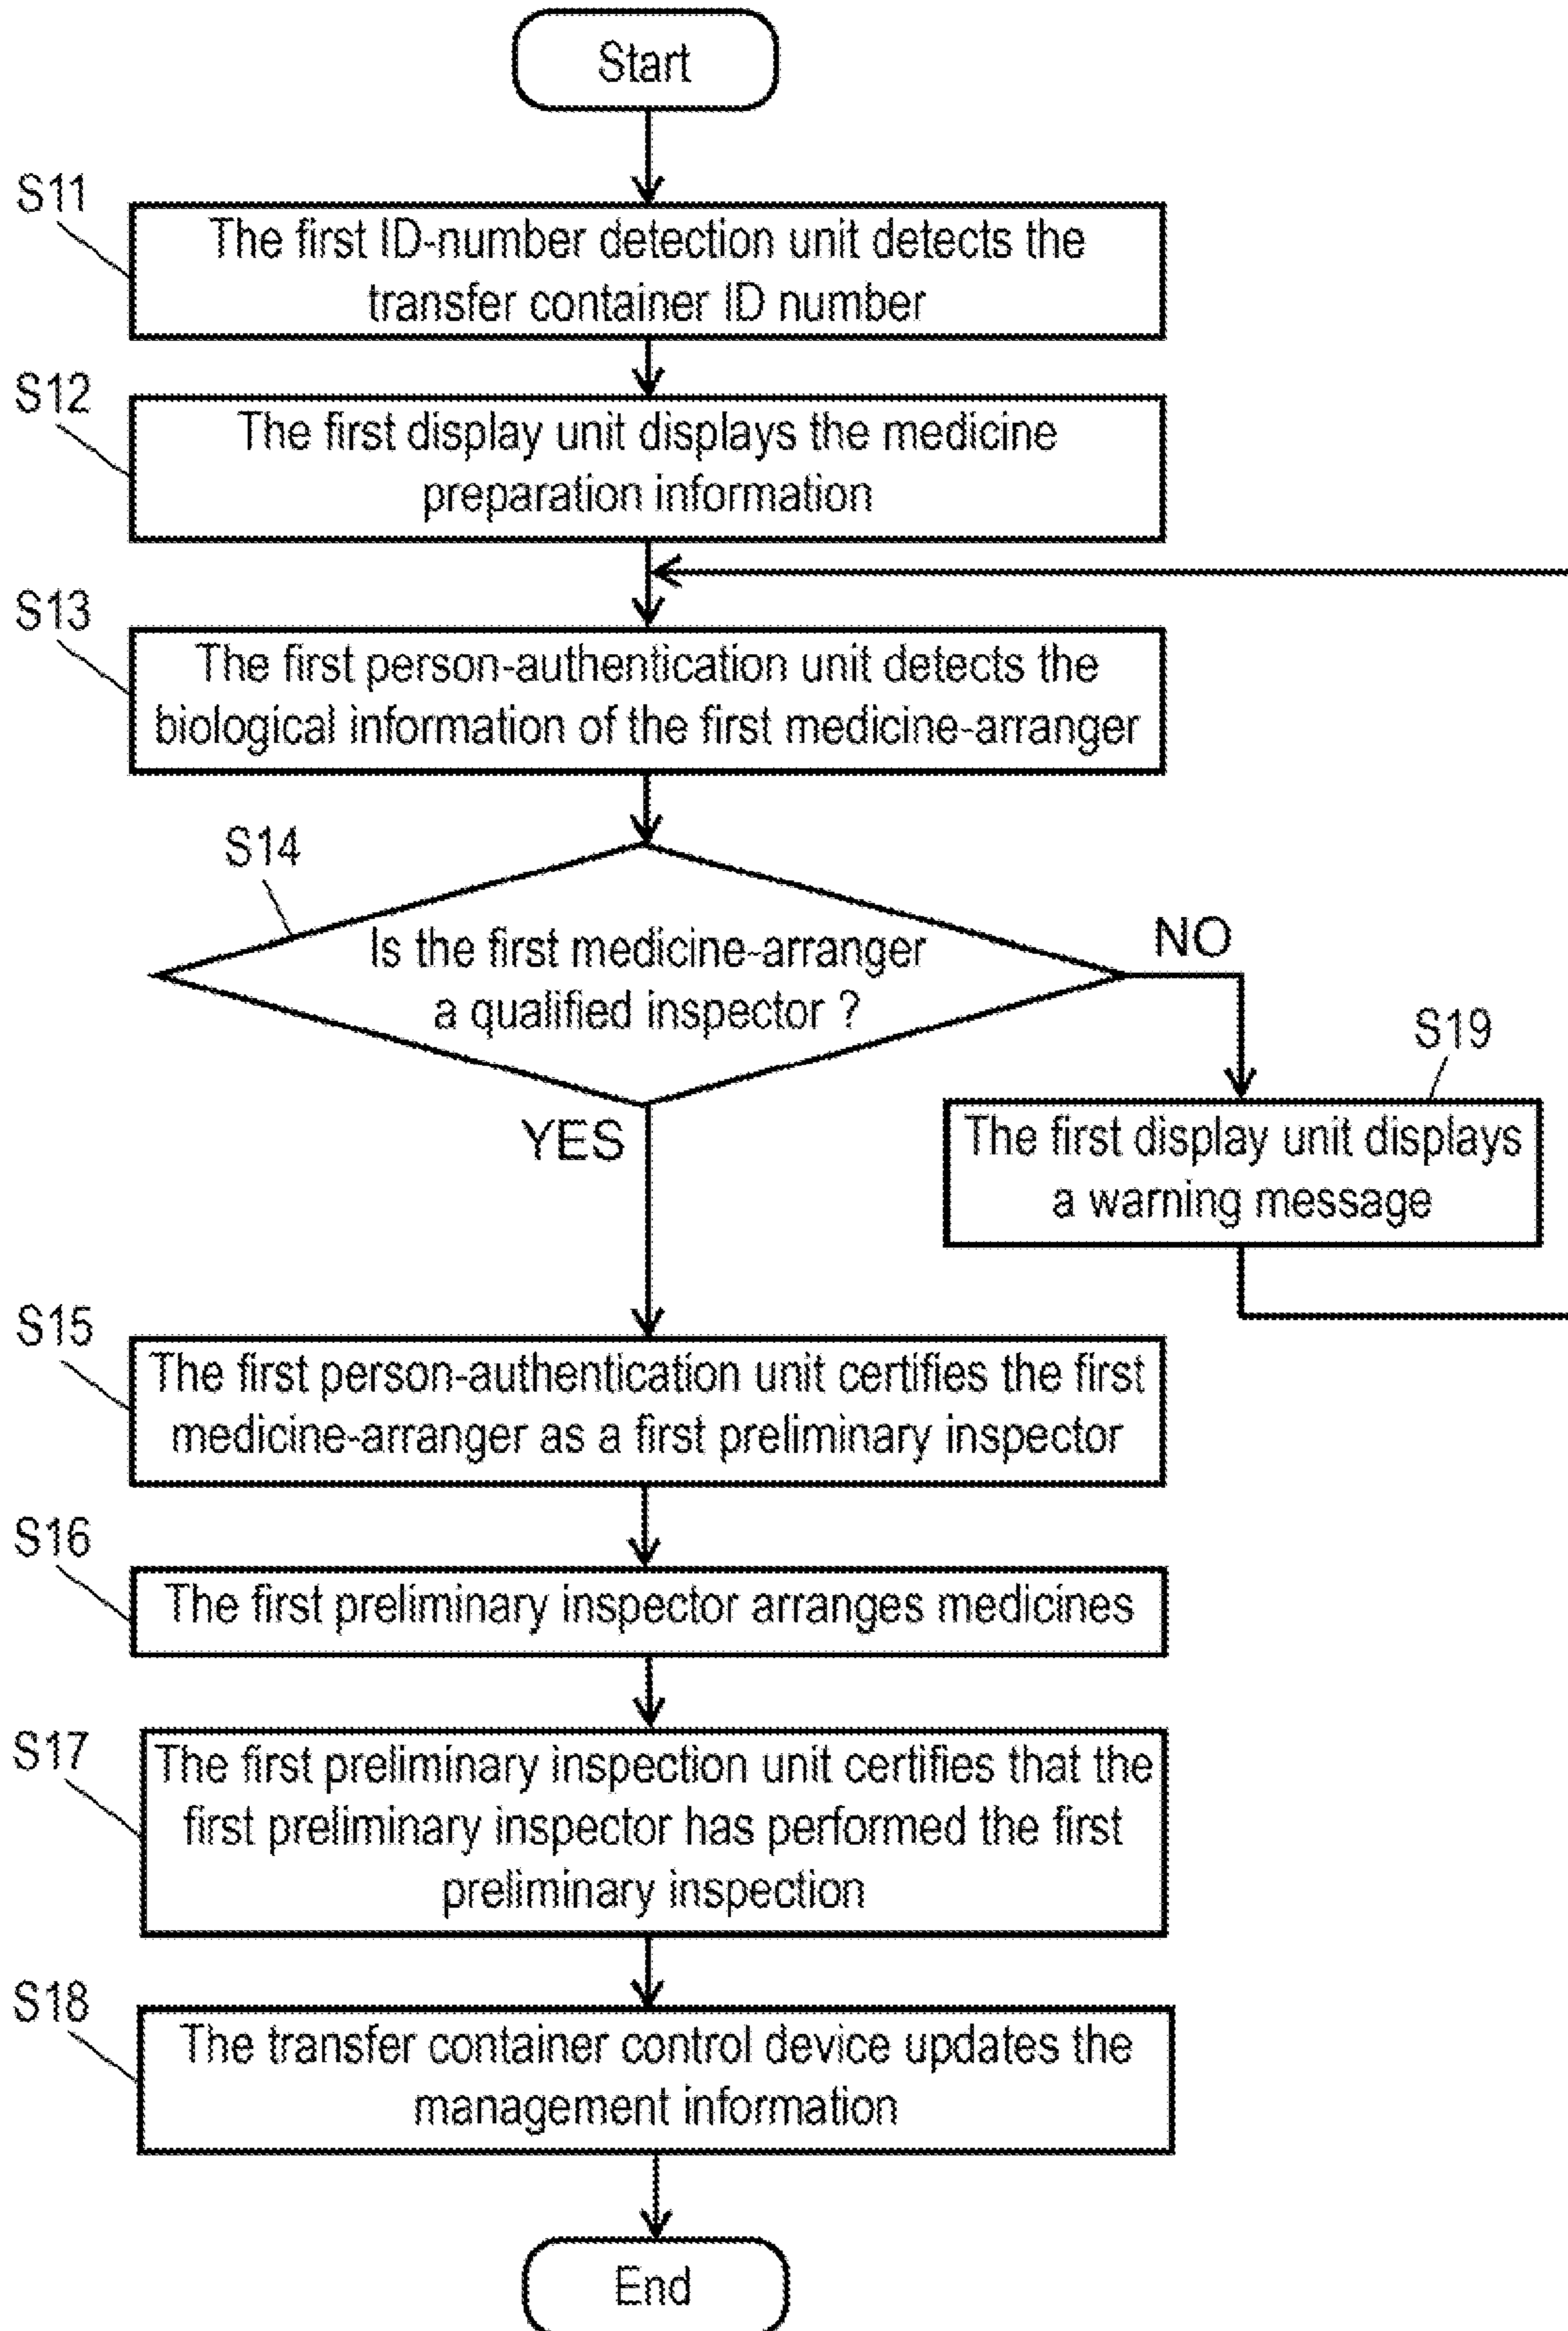 Start
S11
The first ID-number detection unit detects the
transfer container ID number
S12
The first display unit displays the medicine
preparation information
S13
The first person-authentication unit detects the
biological information of the first medicine-arranger
S14
Is the first medicine-arranger
a qualified inspector ?
NO
YES
S19
The first display unit displays
a warning message
S15
The first person-authentication unit certifies the first
medicine-arranger as a first preliminary inspector
S16
The first preliminary inspector arranges medicines
S17
The first preliminary inspection unit certifies that the
first preliminary inspector has performed the first
preliminary inspection
S18
The transfer container control device updates the
management information
End